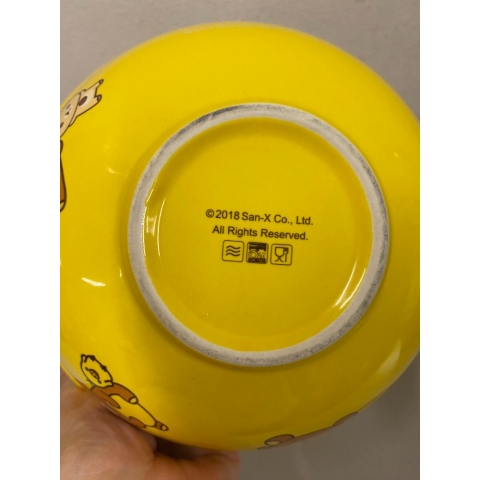 ©2018 San-X Co., Ltd.
All Rights Reserved.